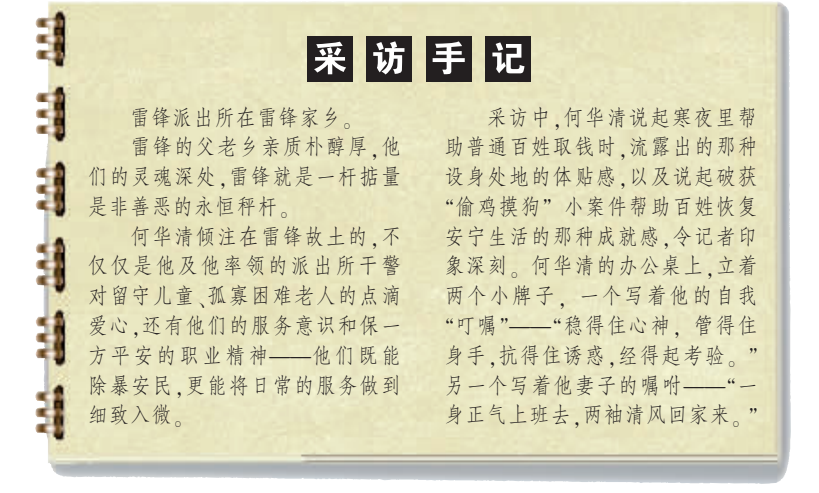 采访手记
雷锋派出所在雷锋家乡。
雷锋的父老乡亲质朴醇厚,他
们的灵魂深处,雷锋就是一杆掂量
是非善恶的永恒秤杆。
何华清倾注在雷锋故土的,不
仅仅是他及他率领的派出所干警
对留守儿童、孤寡困难老人的点滴
爱心,还有他们的服务意识和保一
方平安的职业精神——他们既能
除暴安民,更能将日常的服务做到
细致入微。
采访中,何华清说起寒夜里帮
助普通百姓取钱时,流露出的那种
设身处地的体贴感,以及说起破获
“偷鸡摸狗”小案件帮助百姓恢复
安宁生活的那种成就感,令记者印
象深刻。何华清的办公桌上,立着
两个小牌子，一个写着他的自我
“叮嘱”——“稳得住心神，管得住
身手,抗得住诱惑,经得起考验。”
另一个写着他妻子的嘱咐——“一
身正气上班去,两袖清风回家来。”